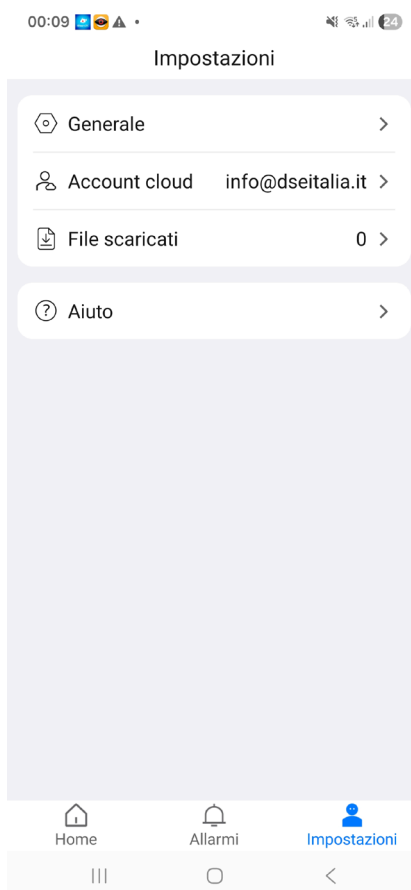 00:09
24
Impostazioni
Generale
Account cloud info@dseitalia.it
File scaricati 0
Aiuto
Home Allarmi Impostazioni